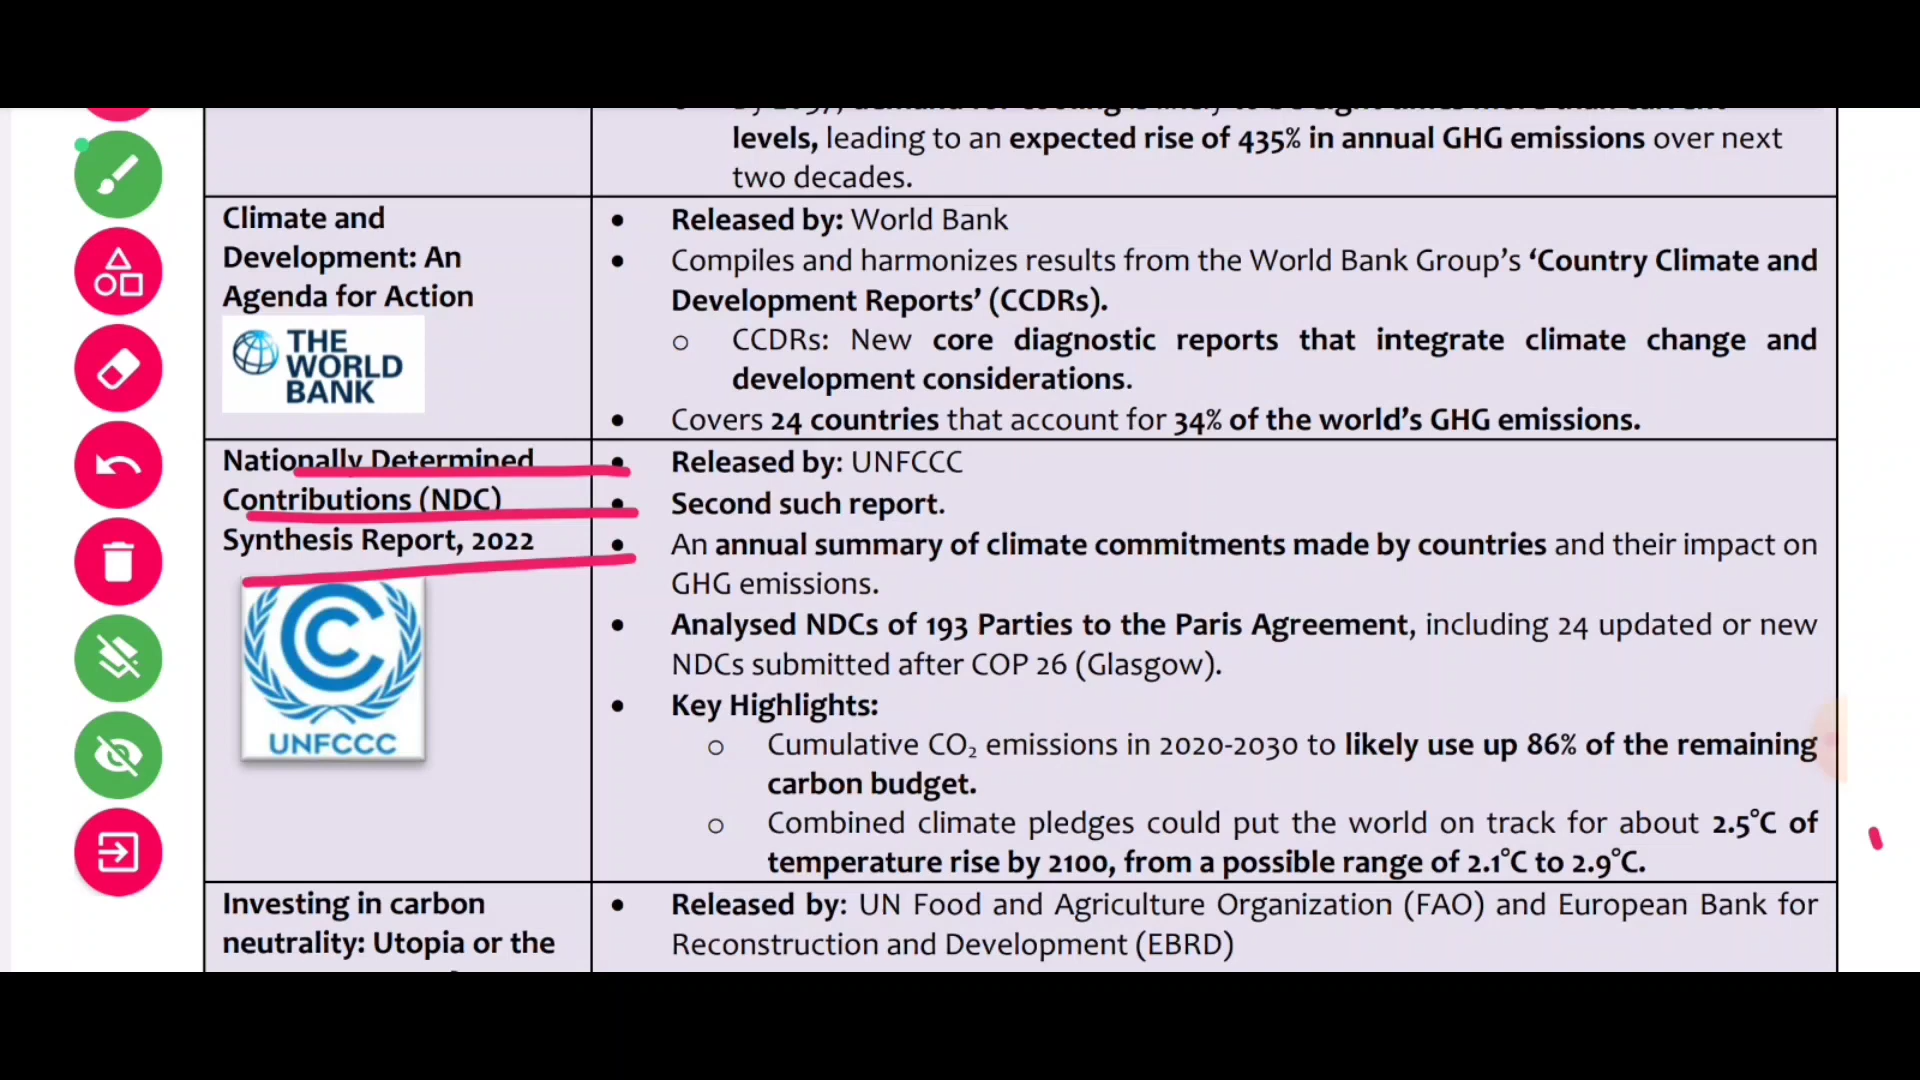 levels, leading to an expected rise of 435% in annual GHG emissions over next
two decades.
Climate and
Development: An
Agenda for Action
THE
WORLD
BANK
• Released by: World Bank
• Compiles and harmonizes results from the World Bank Group's 'Country Climate and
Development Reports' (CCDRs).
o CCDRs: New core diagnostic reports that integrate climate change and
development considerations.
• Covers 24 countries that account for 34% of the world's GHG emissions.
Nationally Determined
Contributions (NDC)
Synthesis Report, 2022
UNFCCC
• Released by: UNFCCC
• Second such report.
• An annual summary of climate commitments made by countries and their impact on
GHG emissions.
• Analysed NDCs of 193 Parties to the Paris Agreement, including 24 updated or new
NDCs submitted after COP 26 (Glasgow).
• Key Highlights:
o Cumulative CO₂ emissions in 2020-2030 to likely use up 86% of the remaining
carbon budget.
o Combined climate pledges could put the world on track for about 2.5°C of
temperature rise by 2100, from a possible range of 2.1°C to 2.9°C.
Investing in carbon
neutrality: Utopia or the
• Released by: UN Food and Agriculture Organization (FAO) and European Bank for
Reconstruction and Development (EBRD)